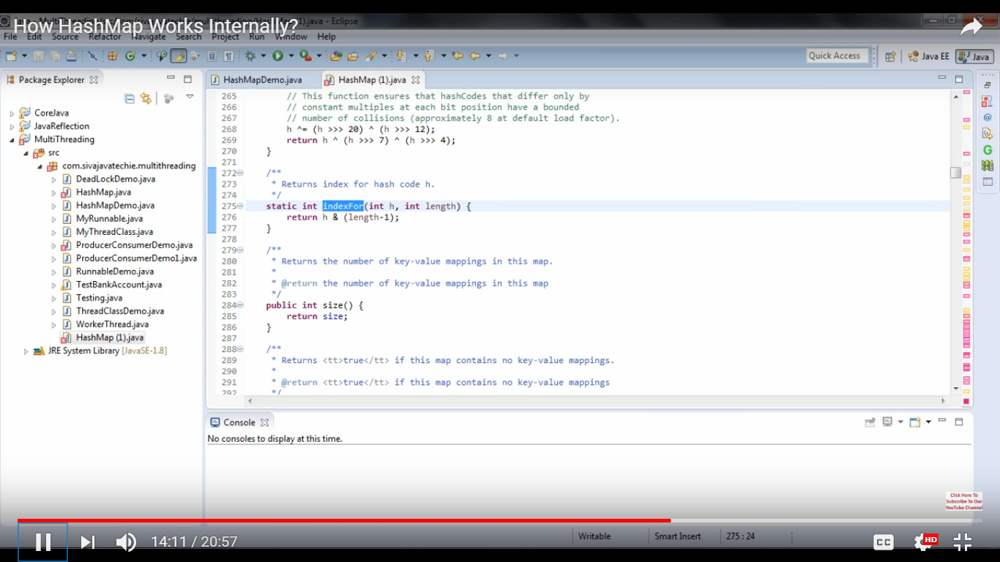 How HashMap Works Internally?
File Edit Source Refactor Navigate Search Project Run Window Help
Quick Access
Java EE
Java
Package Explorer
CoreJava
JavaReflection
MultiThreading
src
com.sivajavatechie.multithreading
DeadLockDemo.java
HashMap.java
HashMapDemo.java
MyRunnable.java
MyThreadClass.java
ProducerConsumerDemo.java
ProducerConsumerDemo1.java
RunnableDemo.java
TestBankAccount.java
Testing.java
ThreadClassDemo.java
WorkerThread.java
HashMap (1).java
JRE System Library [JavaSE-1.8]
HashMapDemo.java
HashMap (1).java
265 // This function ensures that hashCodes that differ only by
266 // constant multiples at each bit position have a bounded
267 // number of collisions (approximately 8 at default load factor).
268 h ^= (h >>> 20) ^ (h >>> 12);
269 return h ^ (h >>> 7) ^ (h >>> 4);
270 }
271
272 /**
273 * Returns index for hash code h.
274 */
275 static int indexFor(int h, int length) {
276 return h & (length-1);
277 }
278
279 /**
280 * Returns the number of key-value mappings in this map.
281 *
282 * @return the number of key-value mappings in this map
283 */
284 public int size() {
285 return size;
286 }
287
288 /**
289 * Returns <tt>true</tt> if this map contains no key-value mappings.
290 *
291 * @return <tt>true</tt> if this map contains no key-value mappings
292 */
Console
No consoles to display at this time.
Click Here To
Subscribe To Our
YouTube Channel
Writable
Smart Insert
275 : 24
14:11 / 20:57
CC
HD